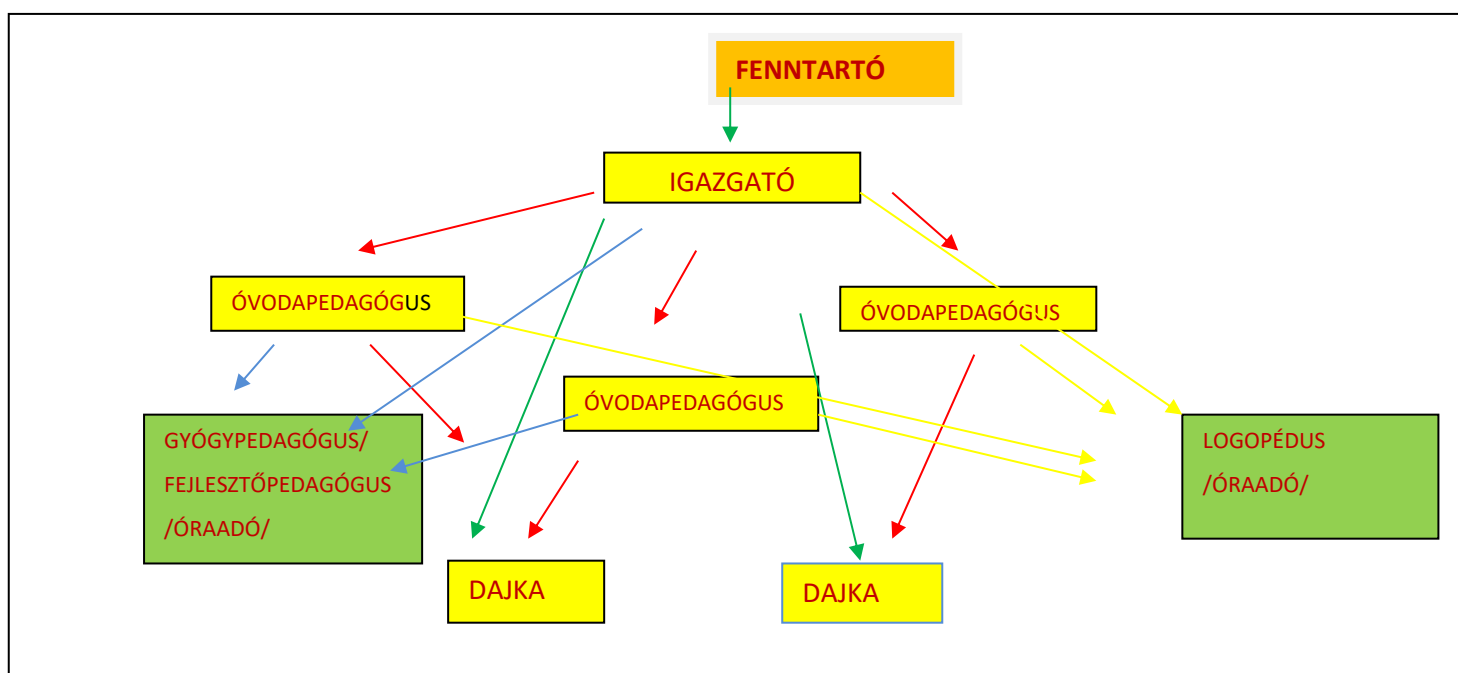 FENNTARTÓ
IGAZGATÓ
ÓVODAPEDAGÓGUS
ÓVODAPEDAGÓGUS
ÓVODAPEDAGÓGUS
GYÓGYPEDAGÓGUS/
FEJLESZTŐPEDAGÓGUS
/ÓRAADÓ/
LOGOPÉDUS
/ÓRAADÓ/
DAJKA
DAJKA